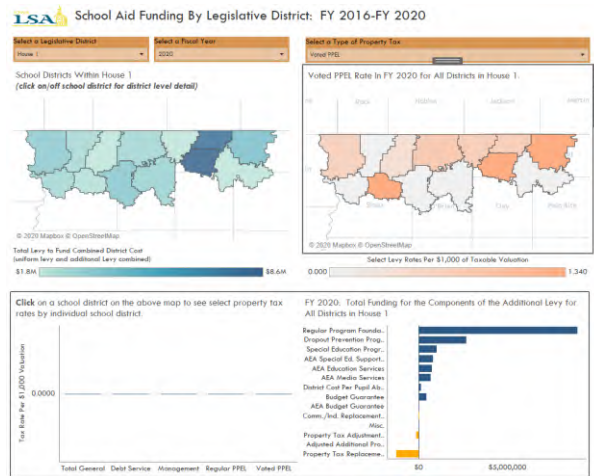 LSA School Aid Funding By Legislative District: FY 2016-FY 2020
Select a Legislative District
House 1
Select a Fiscal Year
2020
Select a Type of Property Tax
Voted PPEL
School Districts Within House 1
(click on/off school district for district level detail)
© 2020 Mapbox © OpenStreetMap
Total Levy to Fund Combined District Cost
(uniform levy and additional Levy combined)
$1.8M
$8.6M
Voted PPEL Rate In FY 2020 for All Districts in House 1.
Jackson
© 2020 Mapbox © OpenStreetMap
Select Levy Rates Per $1,000 of Taxable Valuation
0.000
1.340
Click on a school district on the above map to see select property tax
rates by individual school district.
Tax Rate Per $1,000 Valuation
0.0000
Total General Debt Service Management Regular PPEL Voted PPEL
FY 2020: Total Funding for the Components of the Additional Levy for
All Districts in House 1
Regular Program Founda..
Dropout Prevention Prog..
Special Education Progr..
AEA Special Ed. Support..
AEA Education Services
AEA Media Services
District Cost Per Pupil Ab..
Budget Guarantee
AEA Budget Guarantee
Comm./Ind. Replacement..
Misc.
Property Tax Adjustment..
Adjusted Additional Pro..
Property Tax Replaceme..
$0
$5,000,000